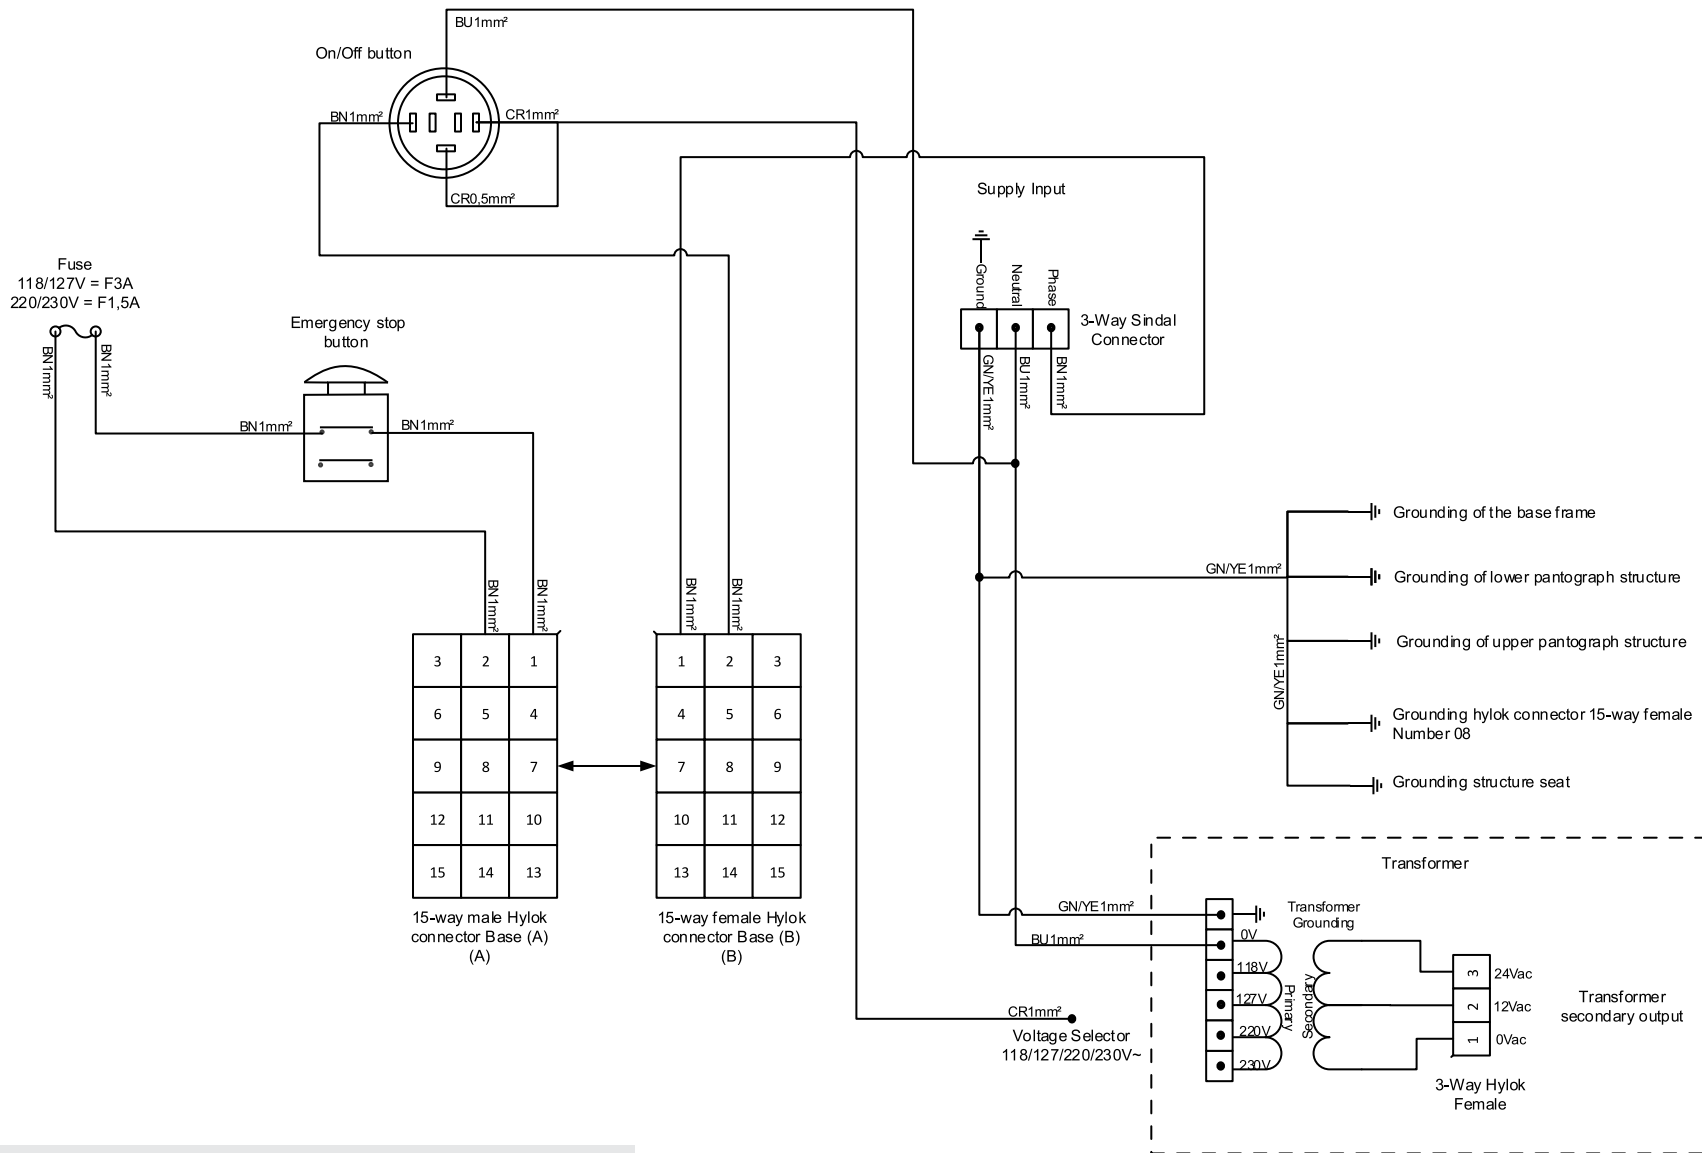 BU1mm²
On/Off button
BN1mm²
CR1mm²
CR0,5mm²
Supply Input
Ground
Neutral
Phase
3-Way Sindal
Connector
GN/YE1mm²
BU1mm²
BN1mm²
Fuse
118/127V = F3A
220/230V = F1,5A
BN1mm²
BN1mm²
Emergency stop
button
BN1mm²
BN1mm²
BN1mm²
BN1mm²
BN1mm²
BN1mm²
3 2 1
6 5 4
9 8 7
12 11 10
15 14 13
15-way male Hylok
connector Base (A)
(A)
1 2 3
4 5 6
7 8 9
10 11 12
13 14 15
15-way female Hylok
connector Base (B)
(B)
GN/YE1mm²
GN/YE1mm²
Grounding of the base frame
Grounding of lower pantograph structure
Grounding of upper pantograph structure
Grounding hylok connector 15-way female
Number 08
Grounding structure seat
Transformer
GN/YE1mm²
Transformer
Grounding
BU1mm²
0V
118V
127V
220V
230V
Primary
Secondary
3
2
1
24Vac
12Vac
0Vac
Transformer
secondary output
3-Way Hylok
Female
CR1mm²
Voltage Selector
118/127/220/230V~